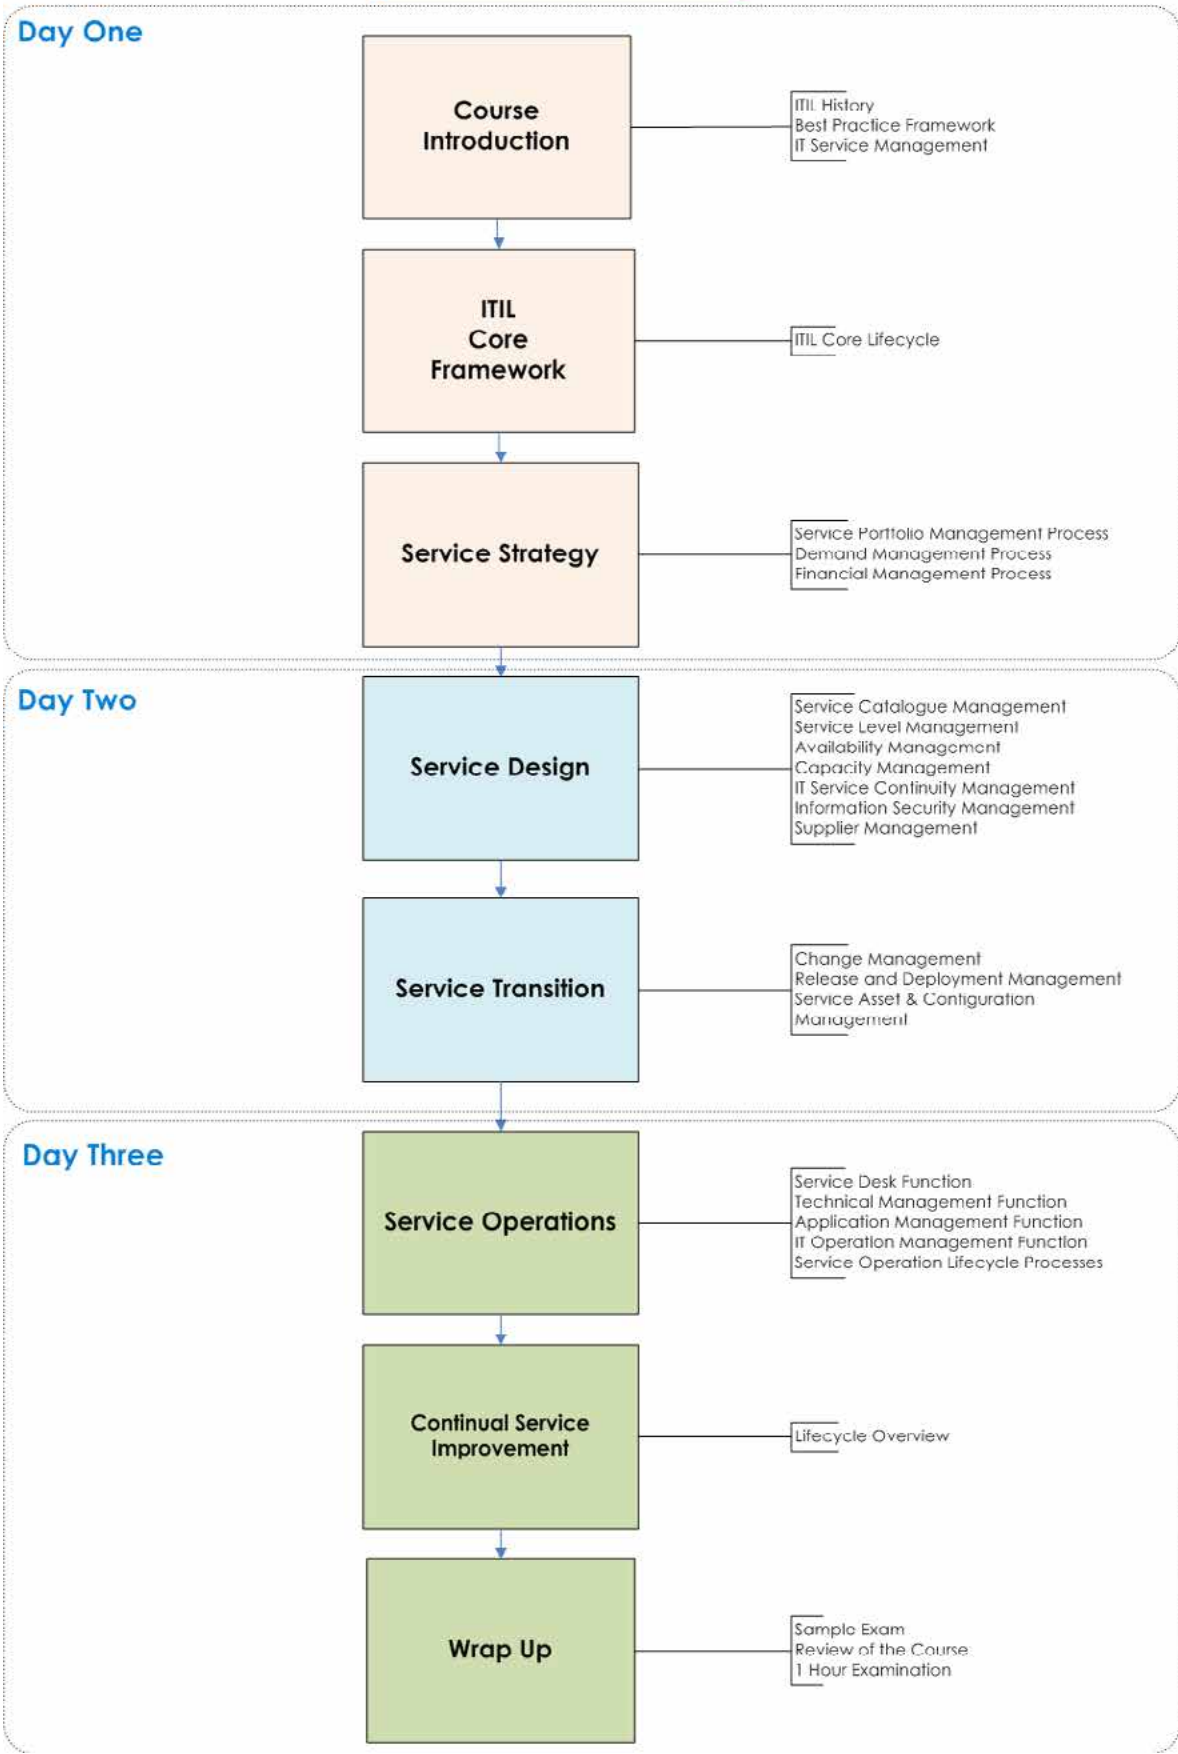 Day One
Course
Introduction
ITIL History
Best Practice Framework
IT Service Management
ITIL
Core
Framework
ITIL Core Lifecycle
Service Strategy
Service Portfolio Management Process
Demand Management Process
Financial Management Process
Day Two
Service Design
Service Catalogue Management
Service Level Management
Availability Management
Capacity Management
IT Service Continuity Management
Information Security Management
Supplier Management
Service Transition
Change Management
Release and Deployment Management
Service Asset & Configuration
Management
Day Three
Service Operations
Service Desk Function
Technical Management Function
Application Management Function
IT Operation Management Function
Service Operation Lifecycle Processes
Continual Service
Improvement
Lifecycle Overview
Wrap Up
Sample Exam
Review of the Course
1 Hour Examination